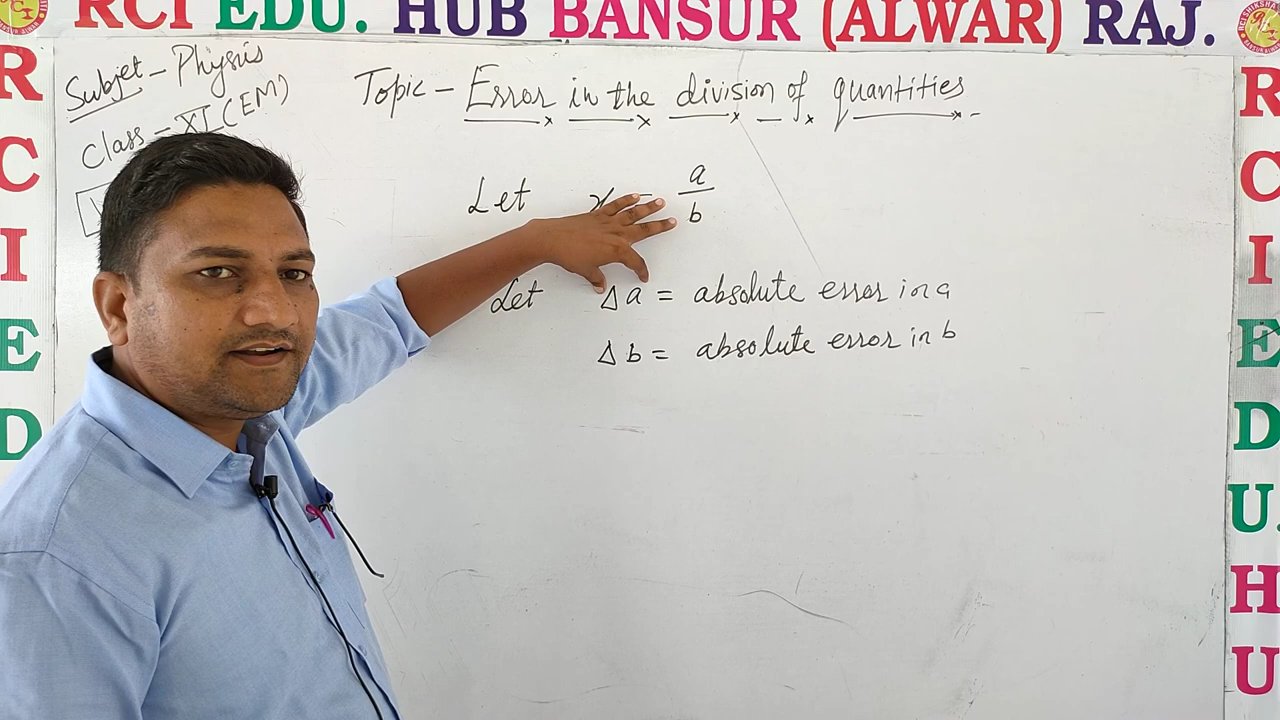 RCI EDU. HUB BANSUR (ALWAR) RAJ.
Subjet - Physics
Class - XI (EM)
Topic - Error in the division of quantities
Let x = a/b
Let Δa = absolute error in a
Δb = absolute error in b
R
C
I
E
D
R
C
I
E
D
U.
H
U